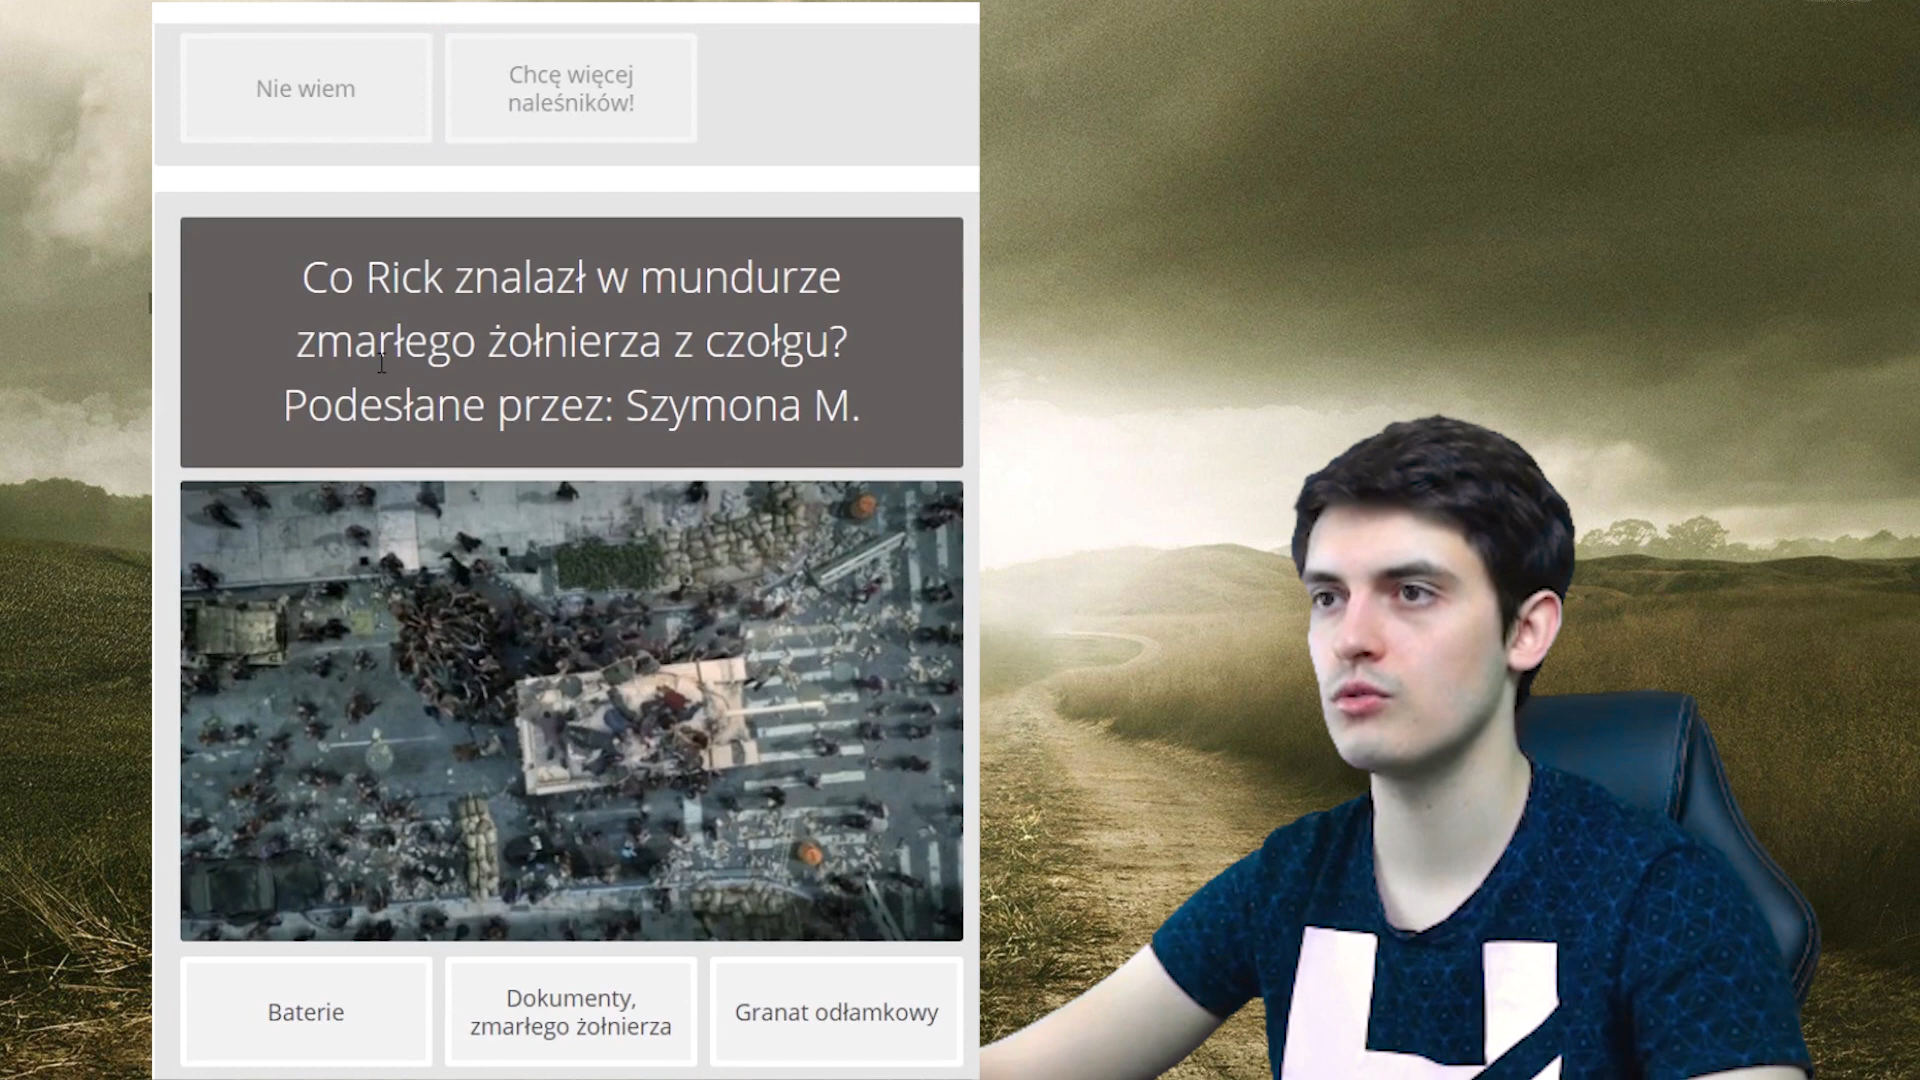 Nie wiem
Chcę więcej
naleśników!
Co Rick znalazł w mundurze
zmarłego żołnierza z czołgu?
Podesłane przez: Szymona M.
Baterie
Dokumenty,
zmarłego żołnierza
Granat odłamkowy